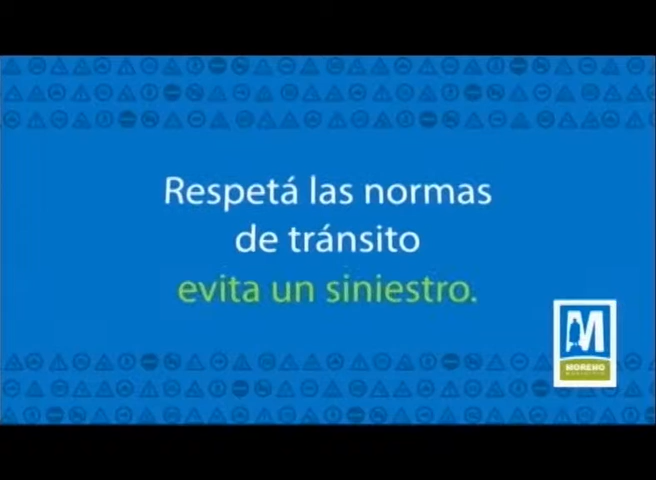 Respetá las normas
de tránsito
evita un siniestro.
M
MORENO